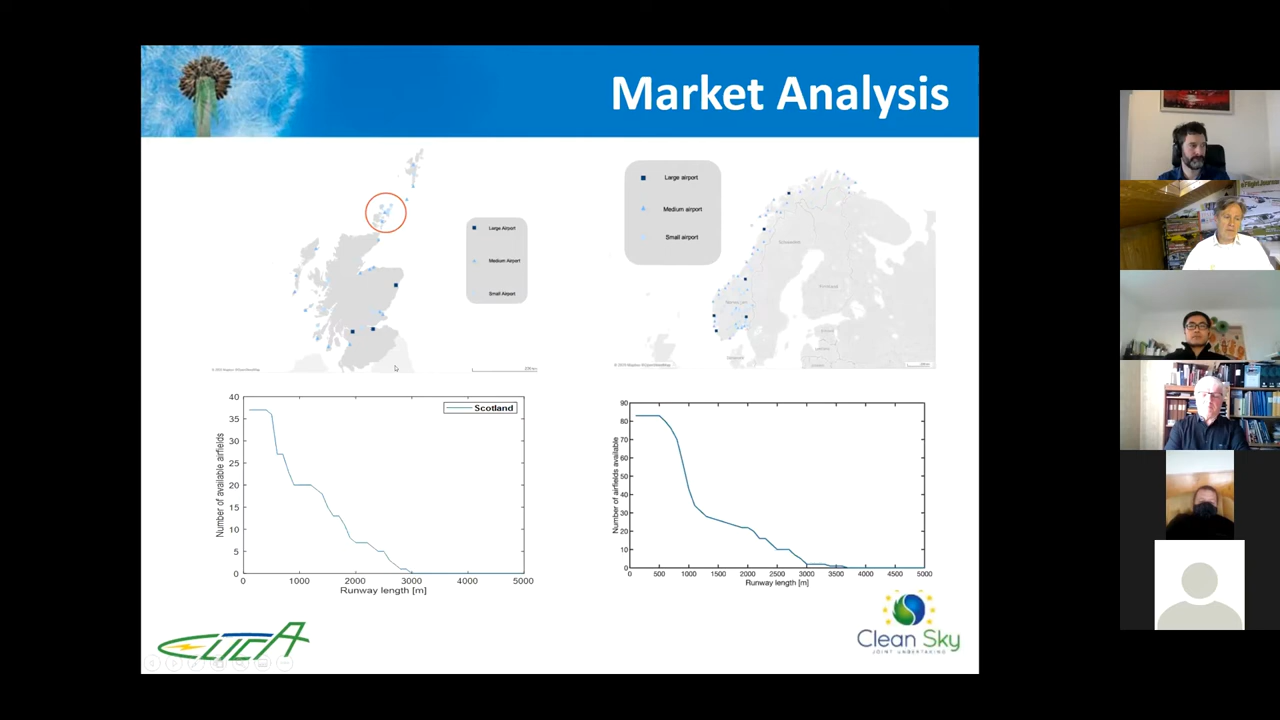 Market Analysis
Large Airport
Medium Airport
Small Airport
Large airport
Medium airport
Small airport
40
35
30
25
20
15
10
5
0
Number of available airfields
Scotland
0 1000 2000 3000 4000 5000
Runway length [m]
90
80
70
60
50
40
30
20
10
0
Number of airfields available
0 500 1000 1500 2000 2500 3000 3500 4000 4500 5000
Runway length [m]
ELICA
Clean Sky
JOINT UNDERTAKING